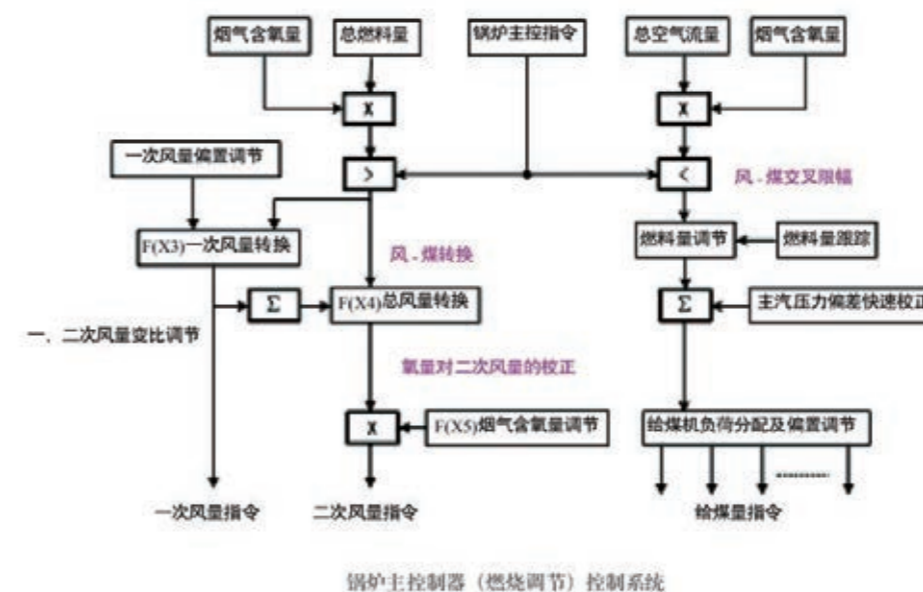 烟气含氧量
总燃料量
锅炉主控指令
总空气流量
烟气含氧量
X
X
一次风量偏置调节
>
<
风-煤交叉限幅
F(X3)一次风量转换
风-煤转换
燃料量调节
燃料量跟踪
Σ
F(X4)总风量转换
Σ
主汽压力偏差快速校正
一、二次风量变比调节
氧量对二次风量的校正
X
F(X5)烟气含氧量调节
给煤机负荷分配及偏置调节
一次风量指令
二次风量指令
给煤量指令
锅炉主控制器（燃烧调节）控制系统